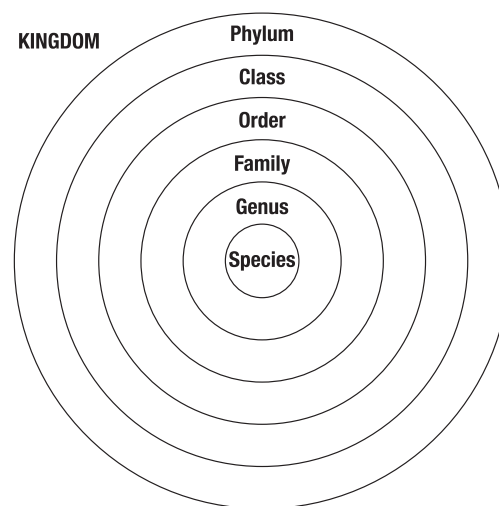 KINGDOM
Phylum
Class
Order
Family
Genus
Species